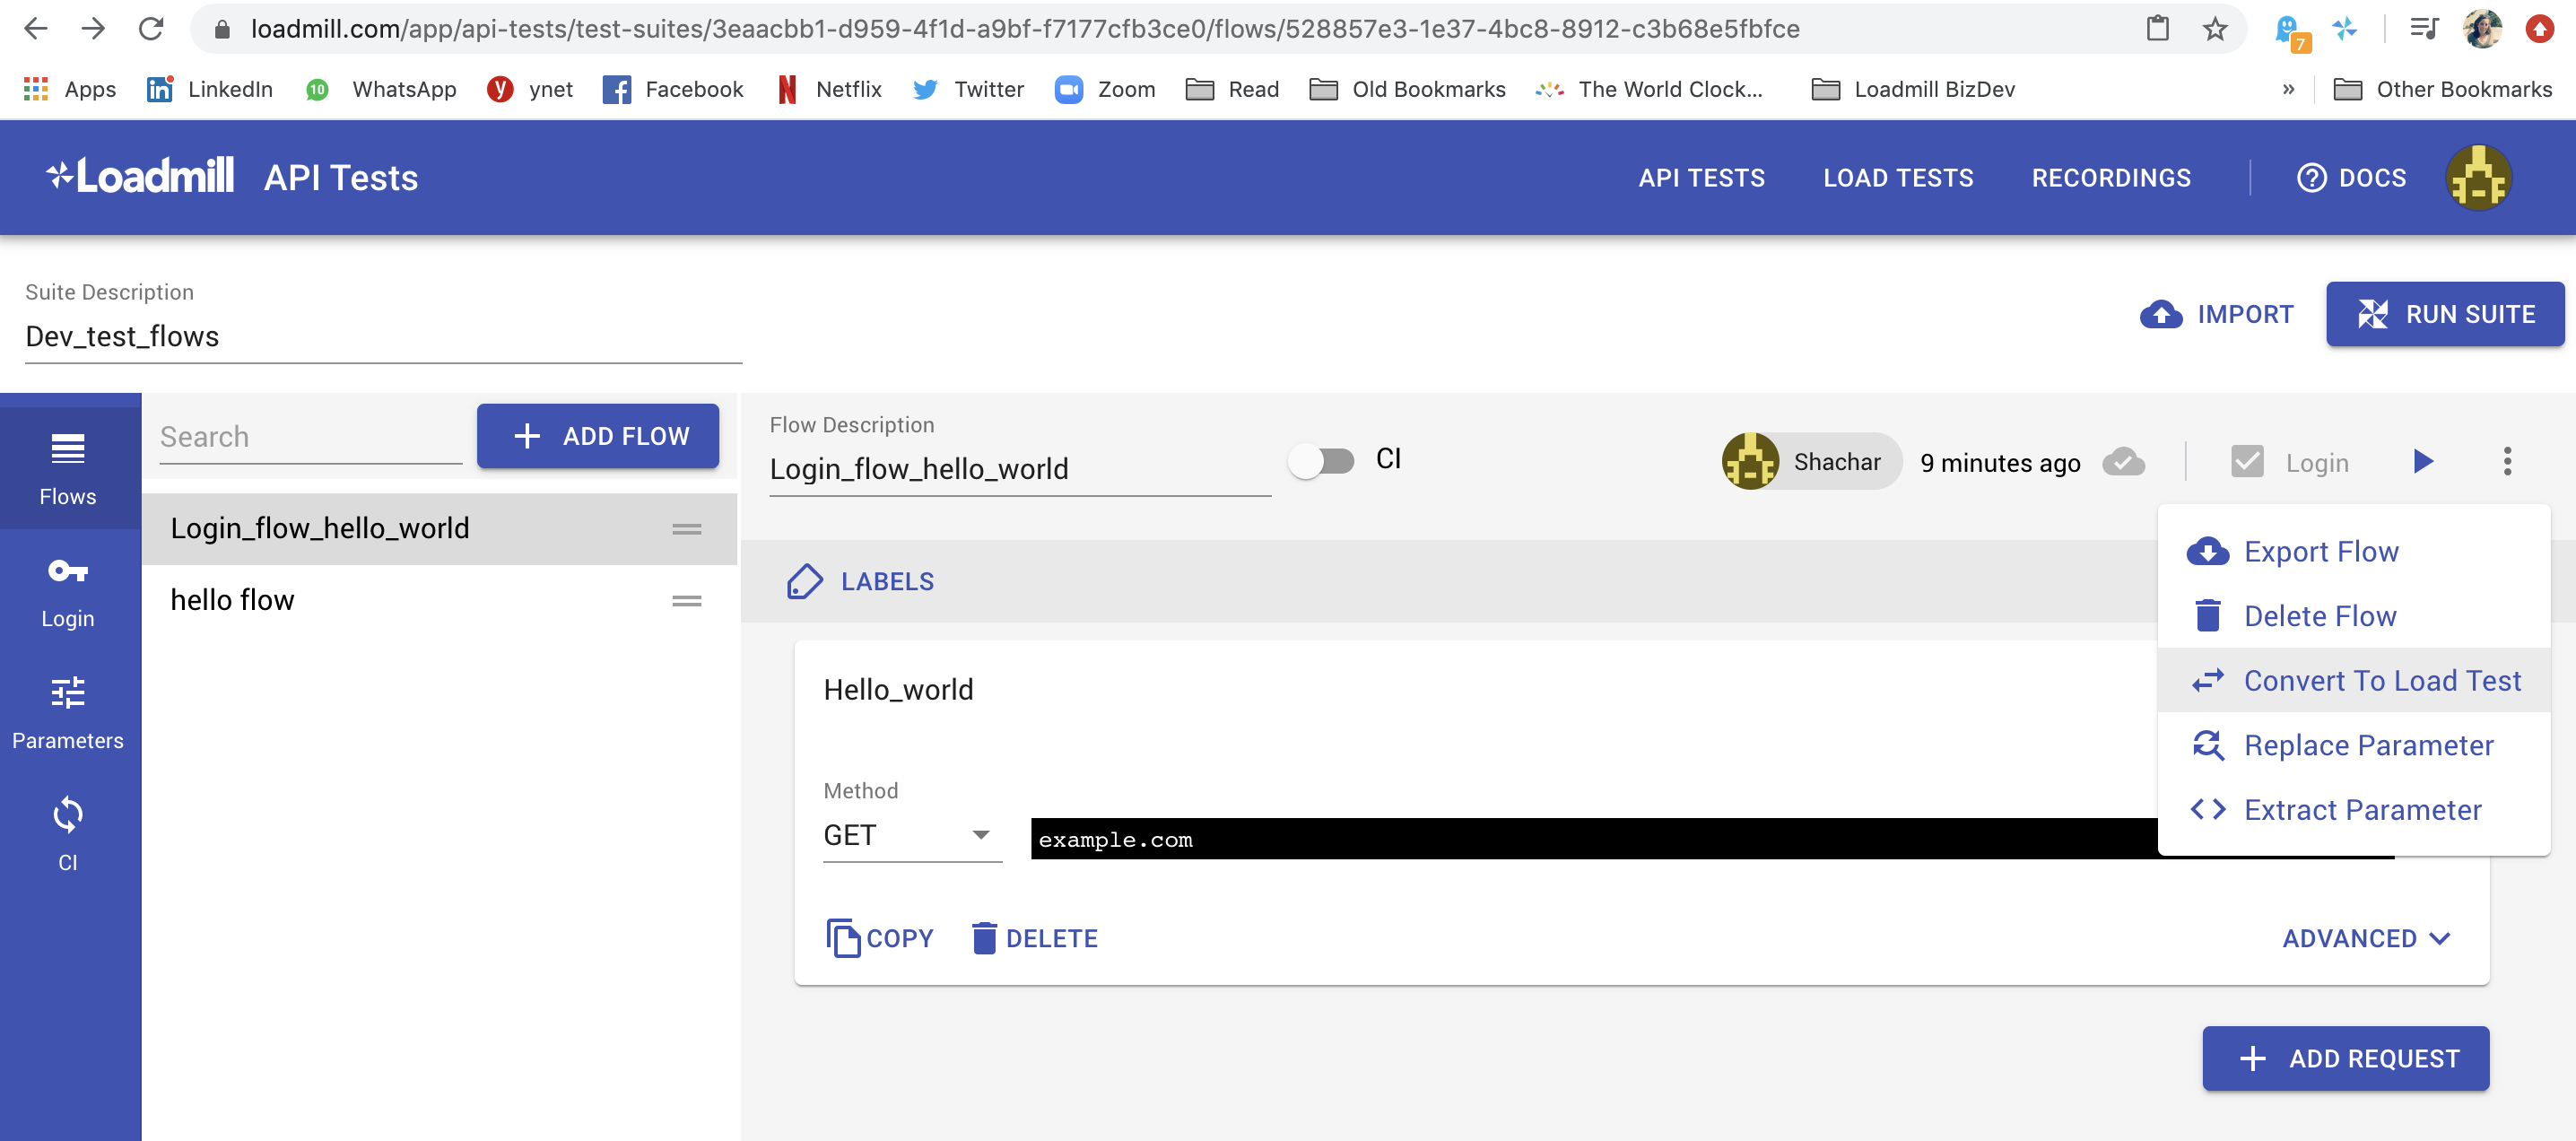 loadmill.com/app/api-tests/test-suites/3eaacbb1-d959-4f1d-a9bf-f7177cfb3ce0/flows/528857e3-1e37-4bc8-8912-c3b68e5fbfce
7
Apps LinkedIn 10 WhatsApp y ynet Facebook Netflix Twitter Zoom Read Old Bookmarks The World Clock... Loadmill BizDev » Other Bookmarks
Loadmill API Tests API TESTS LOAD TESTS RECORDINGS DOCS
Suite Description
Dev_test_flows
IMPORT RUN SUITE
Flows
Login
Parameters
CI
Search ADD FLOW
Login_flow_hello_world
hello flow
Flow Description
Login_flow_hello_world
CI
Shachar 9 minutes ago Login
LABELS
Export Flow
Delete Flow
Convert To Load Test
Replace Parameter
Extract Parameter
Hello_world
Method
GET
example.com
COPY DELETE ADVANCED
ADD REQUEST